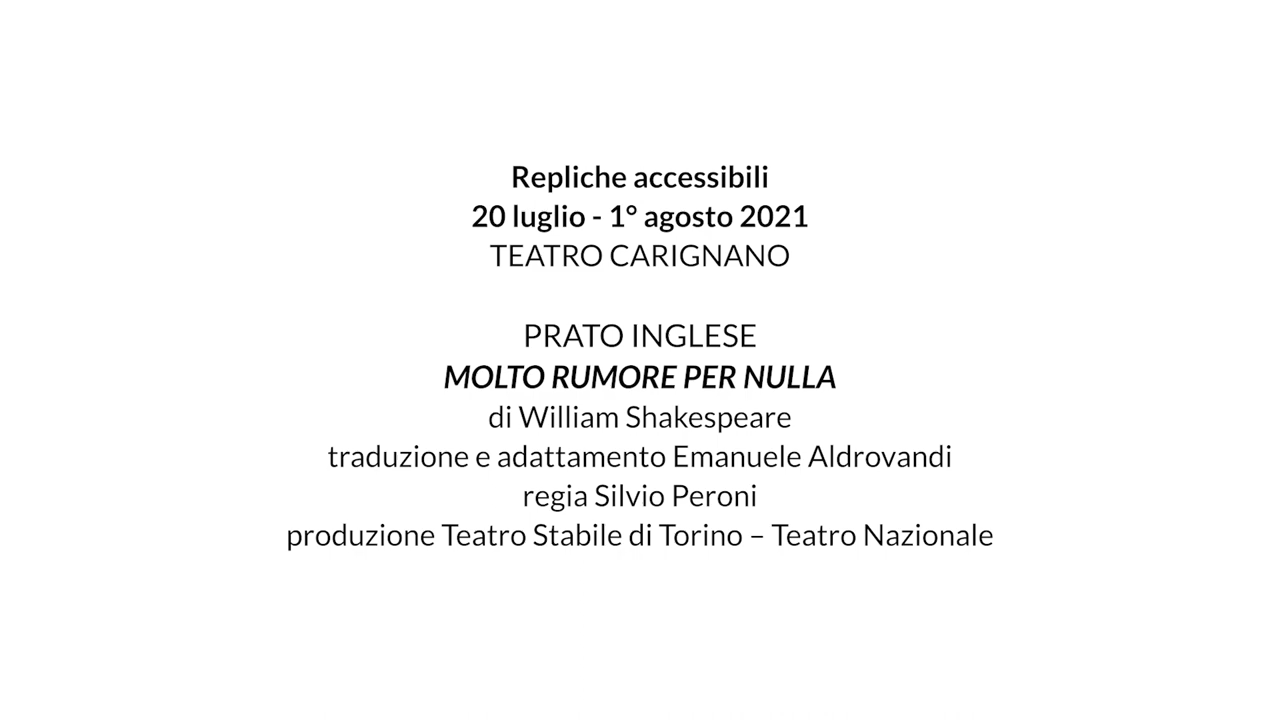 Repliche accessibili
20 luglio - 1° agosto 2021
TEATRO CARIGNANO
PRATO INGLESE
MOLTO RUMORE PER NULLA
di William Shakespeare
traduzione e adattamento Emanuele Aldrovandi
regia Silvio Peroni
produzione Teatro Stabile di Torino – Teatro Nazionale